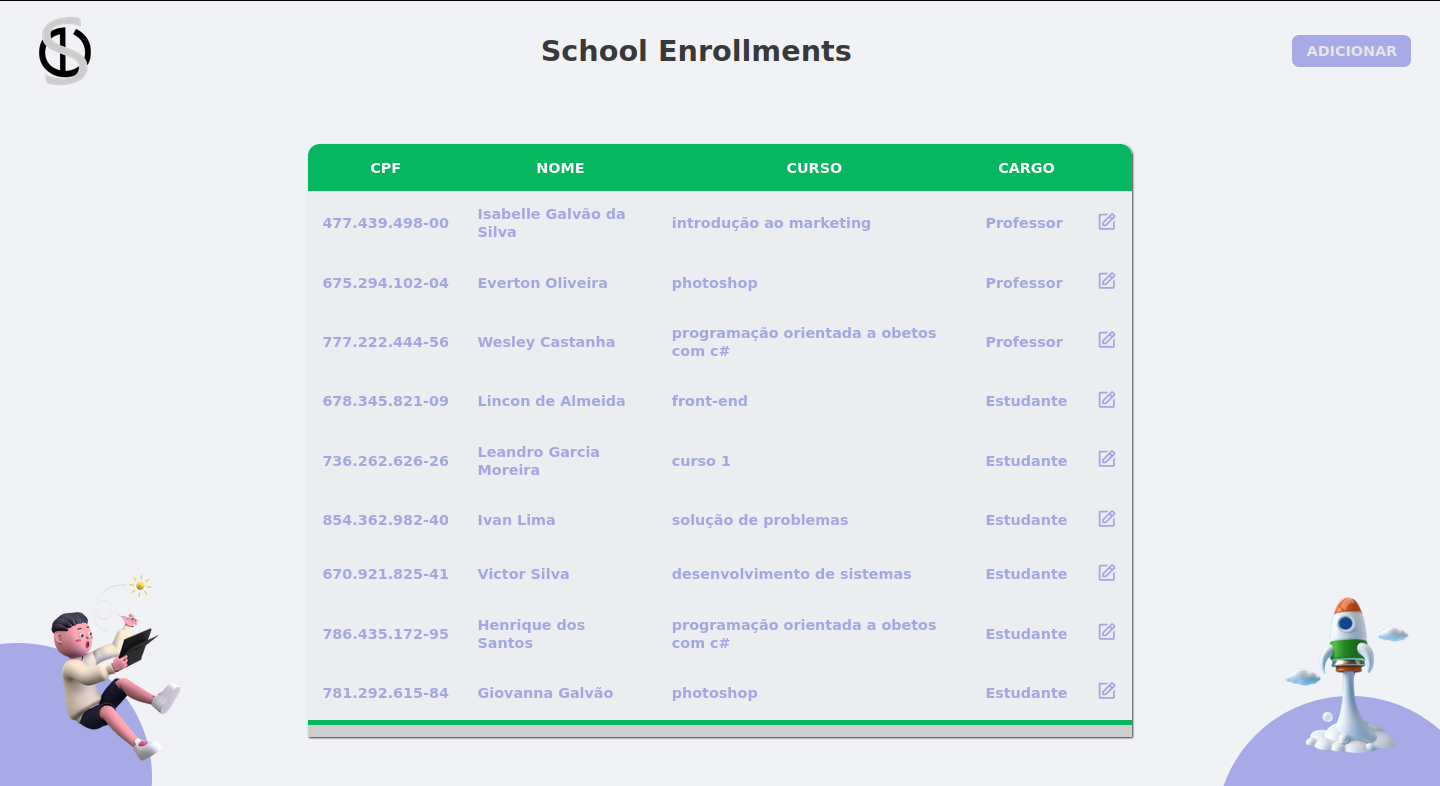 School Enrollments
ADICIONAR
CPF NOME CURSO CARGO
477.439.498-00 Isabelle Galvão da Silva introdução ao marketing Professor
675.294.102-04 Everton Oliveira photoshop Professor
777.222.444-56 Wesley Castanha programação orientada a obetos com c# Professor
678.345.821-09 Lincon de Almeida front-end Estudante
736.262.626-26 Leandro Garcia Moreira curso 1 Estudante
854.362.982-40 Ivan Lima solução de problemas Estudante
670.921.825-41 Victor Silva desenvolvimento de sistemas Estudante
786.435.172-95 Henrique dos Santos programação orientada a obetos com c# Estudante
781.292.615-84 Giovanna Galvão photoshop Estudante